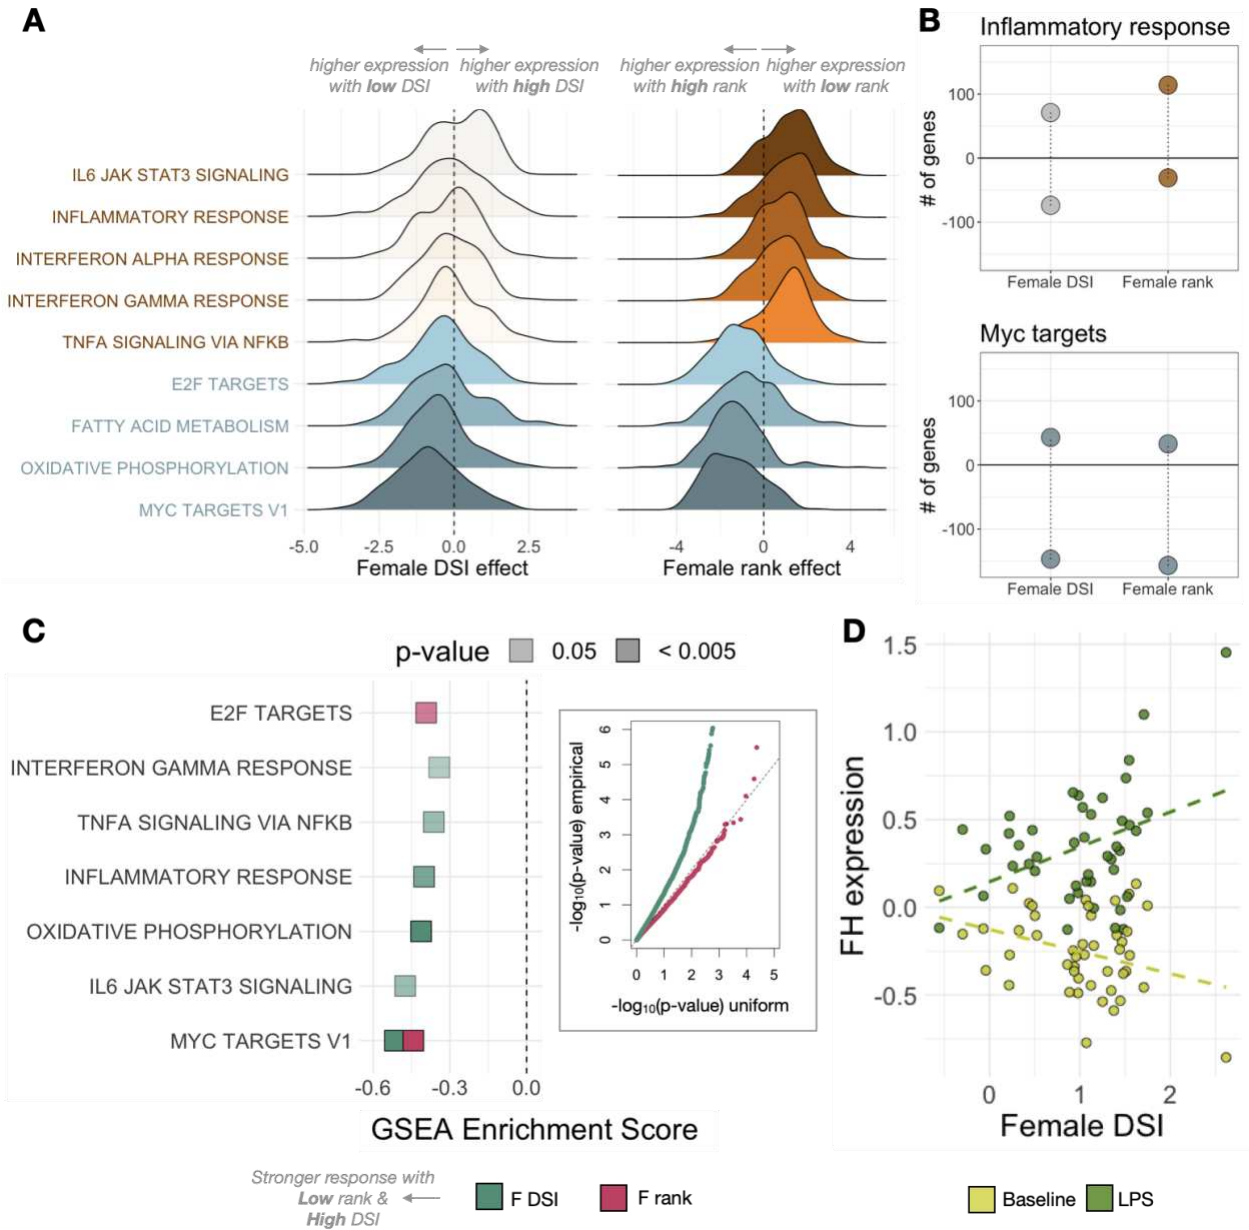 A
higher expression with low DSI
higher expression with high DSI
higher expression with high rank
higher expression with low rank
IL6 JAK STAT3 SIGNALING
INFLAMMATORY RESPONSE
INTERFERON ALPHA RESPONSE
INTERFERON GAMMA RESPONSE
TNFA SIGNALING VIA NFKB
E2F TARGETS
FATTY ACID METABOLISM
OXIDATIVE PHOSPHORYLATION
MYC TARGETS V1
-5.0 -2.5 0.0 2.5
Female DSI effect
-4 0 4
Female rank effect
B
Inflammatory response
# of genes
100
0
-100
Female DSI Female rank
Myc targets
# of genes
100
0
-100
Female DSI Female rank
C
p-value 0.05 < 0.005
E2F TARGETS
INTERFERON GAMMA RESPONSE
TNFA SIGNALING VIA NFKB
INFLAMMATORY RESPONSE
OXIDATIVE PHOSPHORYLATION
IL6 JAK STAT3 SIGNALING
MYC TARGETS V1
-0.6 -0.3 0.0
GSEA Enrichment Score
-log10(p-value) empirical
6
5
4
3
2
1
0
0 1 2 3 4 5
-log10(p-value) uniform
Stronger response with
Low rank &
High DSI
F DSI F rank
D
FH expression
1.5
1.0
0.5
0.0
-0.5
0 1 2
Female DSI
Baseline LPS